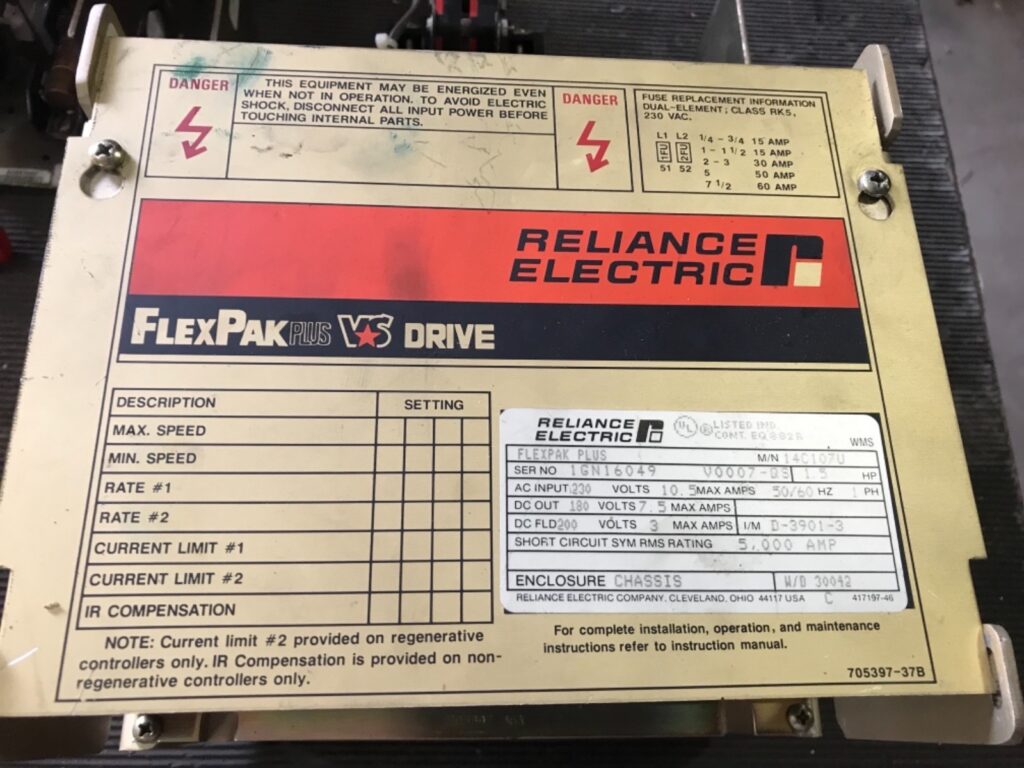 DANGER
THIS EQUIPMENT MAY BE ENERGIZED EVEN
WHEN NOT IN OPERATION. TO AVOID ELECTRIC
SHOCK, DISCONNECT ALL INPUT POWER BEFORE
TOUCHING INTERNAL PARTS.
DANGER
FUSE REPLACEMENT INFORMATION
DUAL-ELEMENT; CLASS RK5,
230 VAC.
L1 L2
1FU 2FU
51 52
1/4 - 3/4 15 AMP
1 - 1 1/2 15 AMP
2 - 3 30 AMP
5 50 AMP
7 1/2 60 AMP
RELIANCE
ELECTRIC
FLEXPAK PLUS VS DRIVE
DESCRIPTION SETTING
MAX. SPEED
MIN. SPEED
RATE #1
RATE #2
CURRENT LIMIT #1
CURRENT LIMIT #2
IR COMPENSATION
NOTE: Current limit #2 provided on regenerative
controllers only. IR Compensation is provided on non-
regenerative controllers only.
RELIANCE
ELECTRIC
UL ® LISTED IND.
CONT. EQ 882R
WMS
FLEXPAK PLUS M/N 14C107U
SER NO 1GN16049 V0007-QS 1.5 HP
AC INPUT 230 VOLTS 10.5 MAX AMPS 50/60 HZ 1 PH
DC OUT 180 VOLTS 7.5 MAX AMPS
DC FLD 200 VOLTS 3 MAX AMPS I/M D-3901-3
SHORT CIRCUIT SYM RMS RATING 5,000 AMP
ENCLOSURE CHASSIS W/D 30042
RELIANCE ELECTRIC COMPANY, CLEVELAND, OHIO 44117 USA C 417197-46
For complete installation, operation, and maintenance
instructions refer to instruction manual.
705397-37B